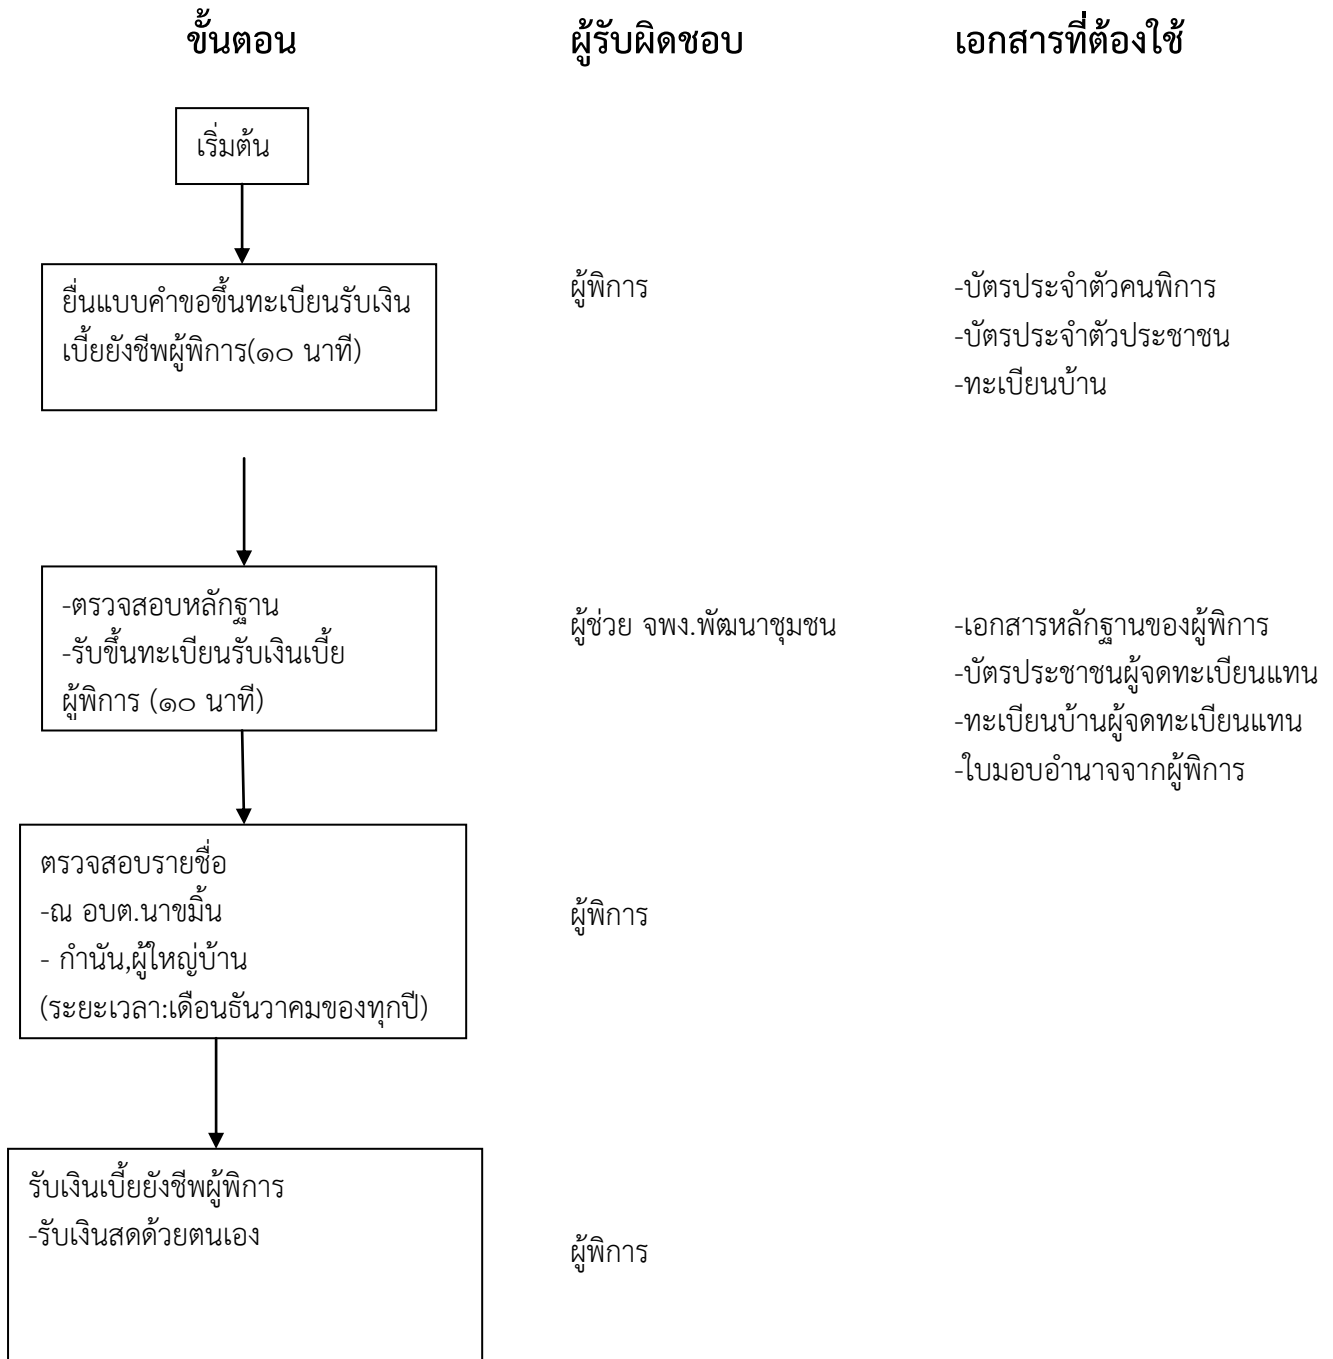 ขั้นตอน ผู้รับผิดชอบ เอกสารที่ต้องใช้
เริ่มต้น
ยื่นแบบคำขอขึ้นทะเบียนรับเงิน
เบี้ยยังชีพผู้พิการ(๑๐ นาที)
ผู้พิการ
-บัตรประจำตัวคนพิการ
-บัตรประจำตัวประชาชน
-ทะเบียนบ้าน
-ตรวจสอบหลักฐาน
-รับขึ้นทะเบียนรับเงินเบี้ย
ผู้พิการ (๑๐ นาที)
ผู้ช่วย จพง.พัฒนาชุมชน
-เอกสารหลักฐานของผู้พิการ
-บัตรประชาชนผู้จดทะเบียนแทน
-ทะเบียนบ้านผู้จดทะเบียนแทน
-ใบมอบอำนาจจากผู้พิการ
ตรวจสอบรายชื่อ
-ณ อบต.นาขมิ้น
- กำนัน,ผู้ใหญ่บ้าน
(ระยะเวลา:เดือนธันวาคมของทุกปี)
ผู้พิการ
รับเงินเบี้ยยังชีพผู้พิการ
-รับเงินสดด้วยตนเอง
ผู้พิการ